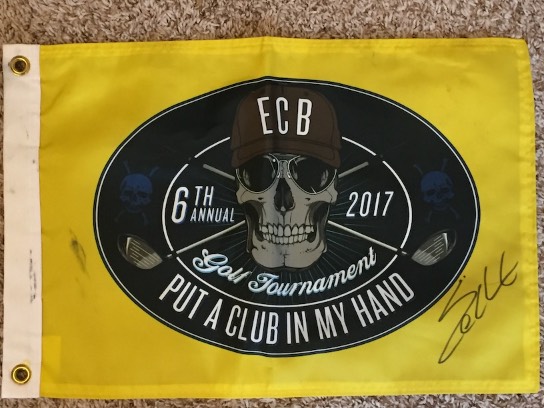 ECB
6TH ANNUAL 2017
Golf Tournament
PUT A CLUB IN MY HAND